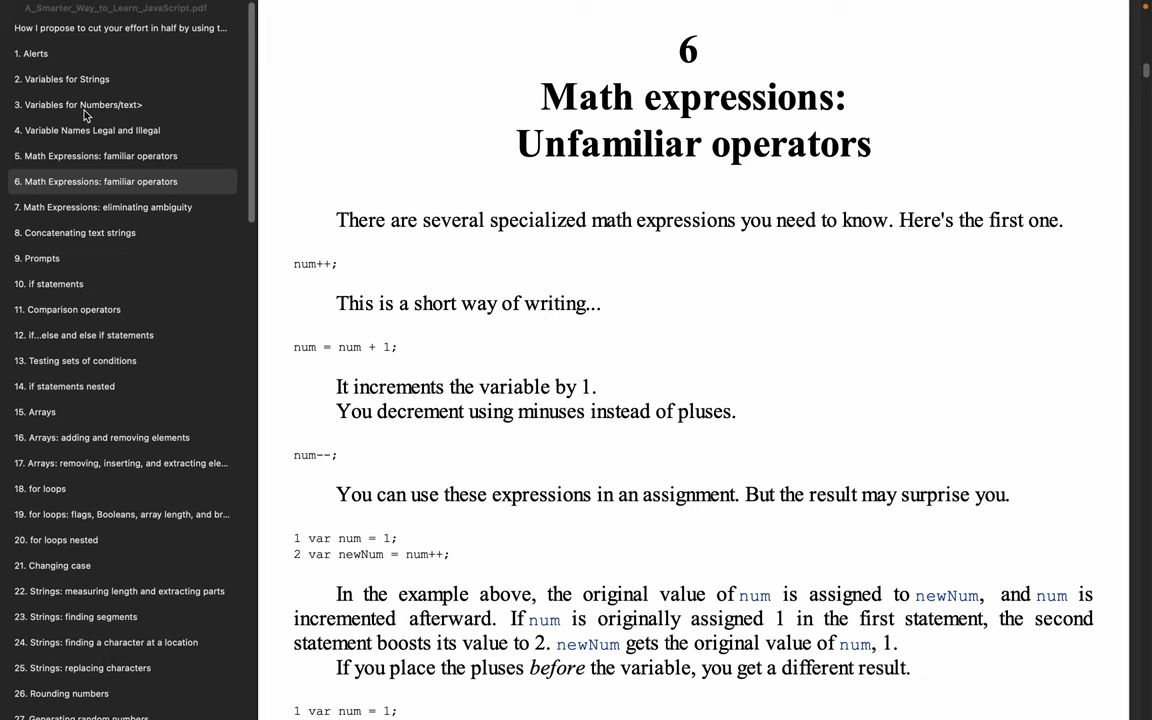 A_Smarter_Way_to_Learn_JavaScript.pdf
How I propose to cut your effort in half by using t...
1. Alerts
2. Variables for Strings
3. Variables for Numbers/text>
4. Variable Names Legal and Illegal
5. Math Expressions: familiar operators
6. Math Expressions: familiar operators
7. Math Expressions: eliminating ambiguity
8. Concatenating text strings
9. Prompts
10. if statements
11. Comparison operators
12. if...else and else if statements
13. Testing sets of conditions
14. if statements nested
15. Arrays
16. Arrays: adding and removing elements
17. Arrays: removing, inserting, and extracting ele...
18. for loops
19. for loops: flags, Booleans, array length, and br...
20. for loops nested
21. Changing case
22. Strings: measuring length and extracting parts
23. Strings: finding segments
24. Strings: finding a character at a location
25. Strings: replacing characters
26. Rounding numbers
27. Generating random numbers
6
Math expressions:
Unfamiliar operators
There are several specialized math expressions you need to know. Here's the first one.
num++;
This is a short way of writing...
num = num + 1;
It increments the variable by 1.
You decrement using minuses instead of pluses.
num--;
You can use these expressions in an assignment. But the result may surprise you.
1 var num = 1;
2 var newNum = num++;
In the example above, the original value of num is assigned to newNum, and num is
incremented afterward. If num is originally assigned 1 in the first statement, the second
statement boosts its value to 2. newNum gets the original value of num, 1.
If you place the pluses before the variable, you get a different result.
1 var num = 1;